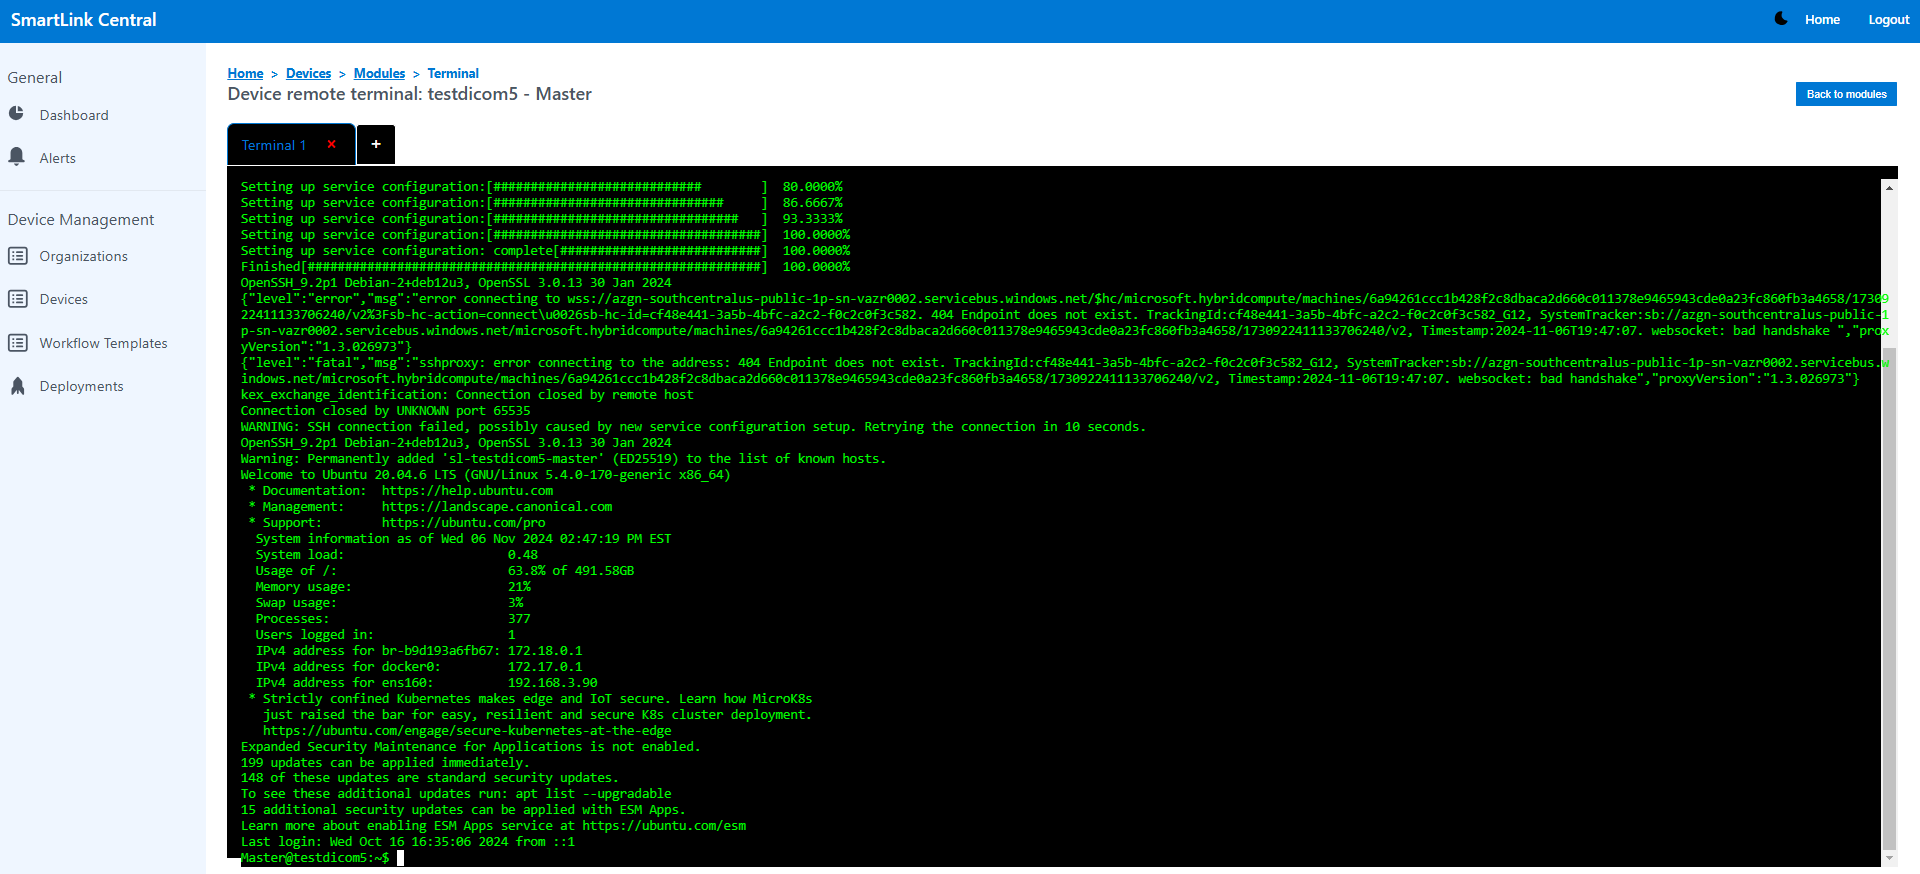 SmartLink Central
Home
Logout
General
Dashboard
Alerts
Device Management
Organizations
Devices
Workflow Templates
Deployments
Home > Devices > Modules > Terminal
Device remote terminal: testdicom5 - Master
Back to modules
Terminal 1 ×
+
Setting up service configuration:[############################        ]  80.0000%
Setting up service configuration:[###############################     ]  86.6667%
Setting up service configuration:[#################################   ]  93.3333%
Setting up service configuration:[####################################]  100.0000%
Setting up service configuration: complete[###########################]  100.0000%
Finished[#############################################################]  100.0000%
OpenSSH_9.2p1 Debian-2+deb12u3, OpenSSL 3.0.13 30 Jan 2024
{"level":"error","msg":"error connecting to wss://azgn-southcentralus-public-1p-sn-vazr0002.servicebus.windows.net/$hc/microsoft.hybridcompute/machines/6a94261ccc1b428f2c8dbaca2d660c011378e9465943cde0a23fc860fb3a4658/17309
22411133706240/v2%3Fsb-hc-action=connect\u0026sb-hc-id=cf48e441-3a5b-4bfc-a2c2-f0c2c0f3c582. 404 Endpoint does not exist. TrackingId:cf48e441-3a5b-4bfc-a2c2-f0c2c0f3c582_G12, SystemTracker:sb://azgn-southcentralus-public-1
p-sn-vazr0002.servicebus.windows.net/microsoft.hybridcompute/machines/6a94261ccc1b428f2c8dbaca2d660c011378e9465943cde0a23fc860fb3a4658/1730922411133706240/v2, Timestamp:2024-11-06T19:47:07. websocket: bad handshake ","prox
yVersion":"1.3.026973"}
{"level":"fatal","msg":"sshproxy: error connecting to the address: 404 Endpoint does not exist. TrackingId:cf48e441-3a5b-4bfc-a2c2-f0c2c0f3c582_G12, SystemTracker:sb://azgn-southcentralus-public-1p-sn-vazr0002.servicebus.w
indows.net/microsoft.hybridcompute/machines/6a94261ccc1b428f2c8dbaca2d660c011378e9465943cde0a23fc860fb3a4658/1730922411133706240/v2, Timestamp:2024-11-06T19:47:07. websocket: bad handshake","proxyVersion":"1.3.026973"}
kex_exchange_identification: Connection closed by remote host
Connection closed by UNKNOWN port 65535
WARNING: SSH connection failed, possibly caused by new service configuration setup. Retrying the connection in 10 seconds.
OpenSSH_9.2p1 Debian-2+deb12u3, OpenSSL 3.0.13 30 Jan 2024
Warning: Permanently added 'sl-testdicom5-master' (ED25519) to the list of known hosts.
Welcome to Ubuntu 20.04.6 LTS (GNU/Linux 5.4.0-170-generic x86_64)
 * Documentation:  https://help.ubuntu.com
 * Management:     https://landscape.canonical.com
 * Support:        https://ubuntu.com/pro
  System information as of Wed 06 Nov 2024 02:47:19 PM EST
  System load:                      0.48
  Usage of /:                       63.8% of 491.58GB
  Memory usage:                     21%
  Swap usage:                       3%
  Processes:                        377
  Users logged in:                  1
  IPv4 address for br-b9d193a6fb67: 172.18.0.1
  IPv4 address for docker0:         172.17.0.1
  IPv4 address for ens160:          192.168.3.90
 * Strictly confined Kubernetes makes edge and IoT secure. Learn how MicroK8s
   just raised the bar for easy, resilient and secure K8s cluster deployment.
   https://ubuntu.com/engage/secure-kubernetes-at-the-edge
Expanded Security Maintenance for Applications is not enabled.
199 updates can be applied immediately.
148 of these updates are standard security updates.
To see these additional updates run: apt list --upgradable
15 additional security updates can be applied with ESM Apps.
Learn more about enabling ESM Apps service at https://ubuntu.com/esm
Last login: Wed Oct 16 16:35:06 2024 from ::1
Master@testdicom5:~$